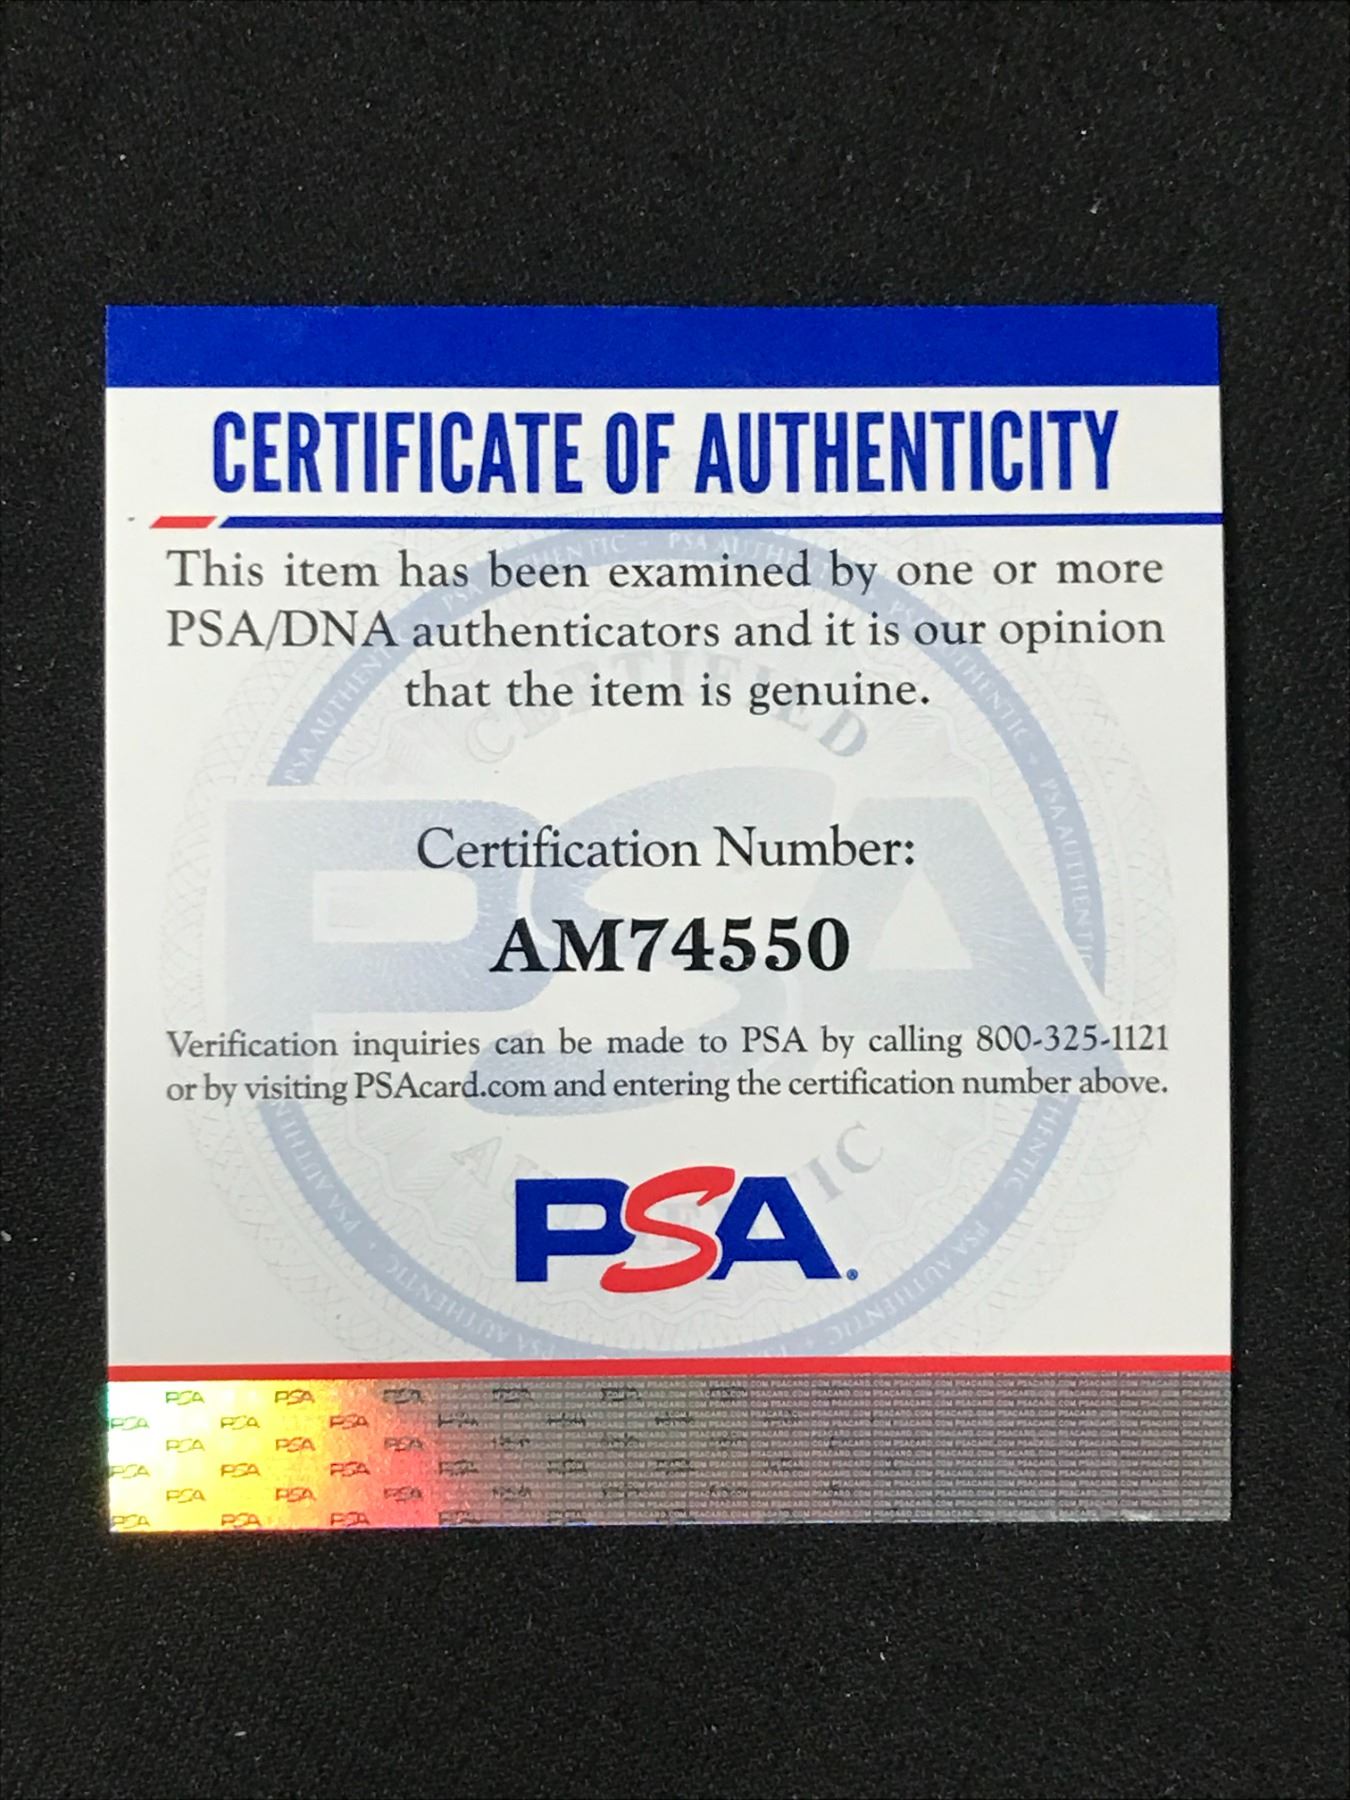 CERTIFICATE OF AUTHENTICITY
This item has been examined by one or more
PSA/DNA authenticators and it is our opinion
that the item is genuine.
CERTIFIED
Certification Number:
AM74550
Verification inquiries can be made to PSA by calling 800-325-1121
or by visiting PSAcard.com and entering the certification number above.
PSA®